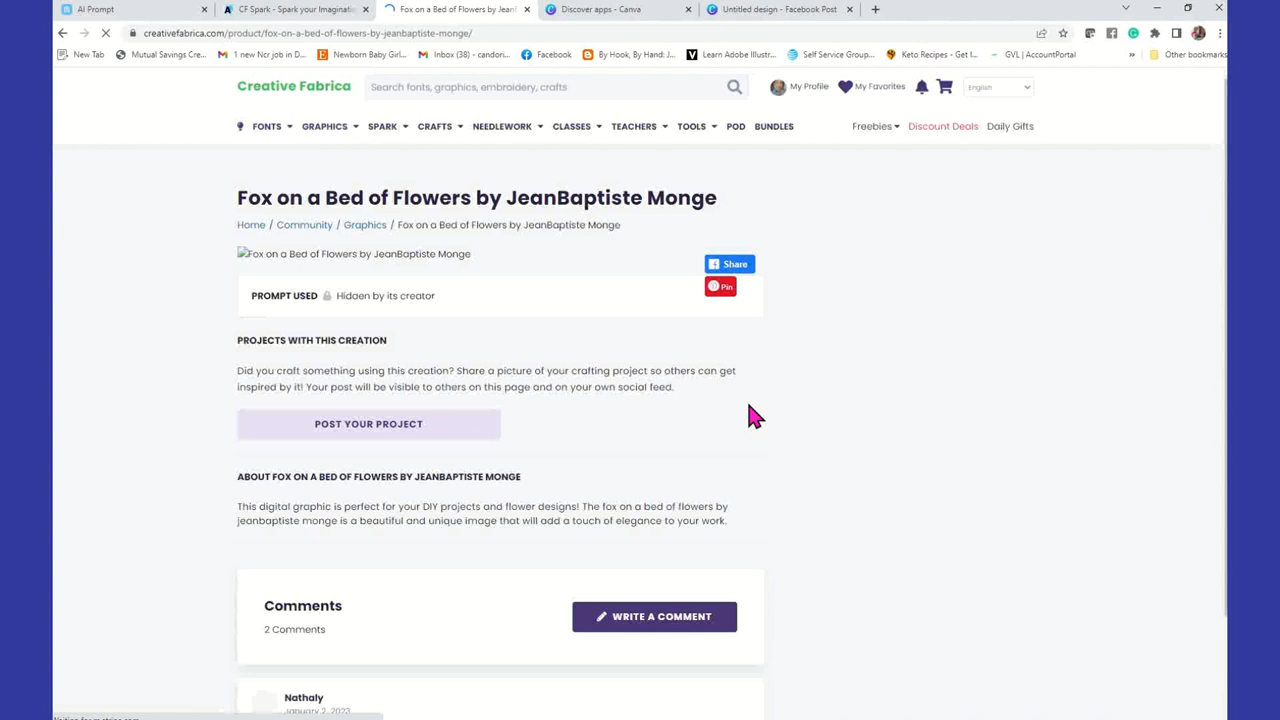 AI Prompt
CF Spark - Spark your Imaginatio
Fox on a Bed of Flowers by JeanI
Discover apps - Canva
Untitled design - Facebook Post
creativefabrica.com/product/fox-on-a-bed-of-flowers-by-jeanbaptiste-monge/
New Tab
Mutual Savings Cre...
1 new Ncr job in D...
Newborn Baby Girl...
Inbox (38) - candori...
Facebook
By Hook, By Hand: J...
Learn Adobe Illustr...
Self Service Group...
Keto Recipes - Get I...
GVL | AccountPortal
Other bookmarks
Creative Fabrica
Search fonts, graphics, embroidery, crafts
My Profile
My Favorites
English
FONTS
GRAPHICS
SPARK
CRAFTS
NEEDLEWORK
CLASSES
TEACHERS
TOOLS
POD
BUNDLES
Freebies
Discount Deals
Daily Gifts
Fox on a Bed of Flowers by JeanBaptiste Monge
Home / Community / Graphics / Fox on a Bed of Flowers by JeanBaptiste Monge
Fox on a Bed of Flowers by JeanBaptiste Monge
Share
Pin
PROMPT USED Hidden by its creator
PROJECTS WITH THIS CREATION
Did you craft something using this creation? Share a picture of your crafting project so others can get
inspired by it! Your post will be visible to others on this page and on your own social feed.
POST YOUR PROJECT
ABOUT FOX ON A BED OF FLOWERS BY JEANBAPTISTE MONGE
This digital graphic is perfect for your DIY projects and flower designs! The fox on a bed of flowers by
jeanbaptiste monge is a beautiful and unique image that will add a touch of elegance to your work.
Comments
WRITE A COMMENT
2 Comments
Nathaly
January 2, 2023